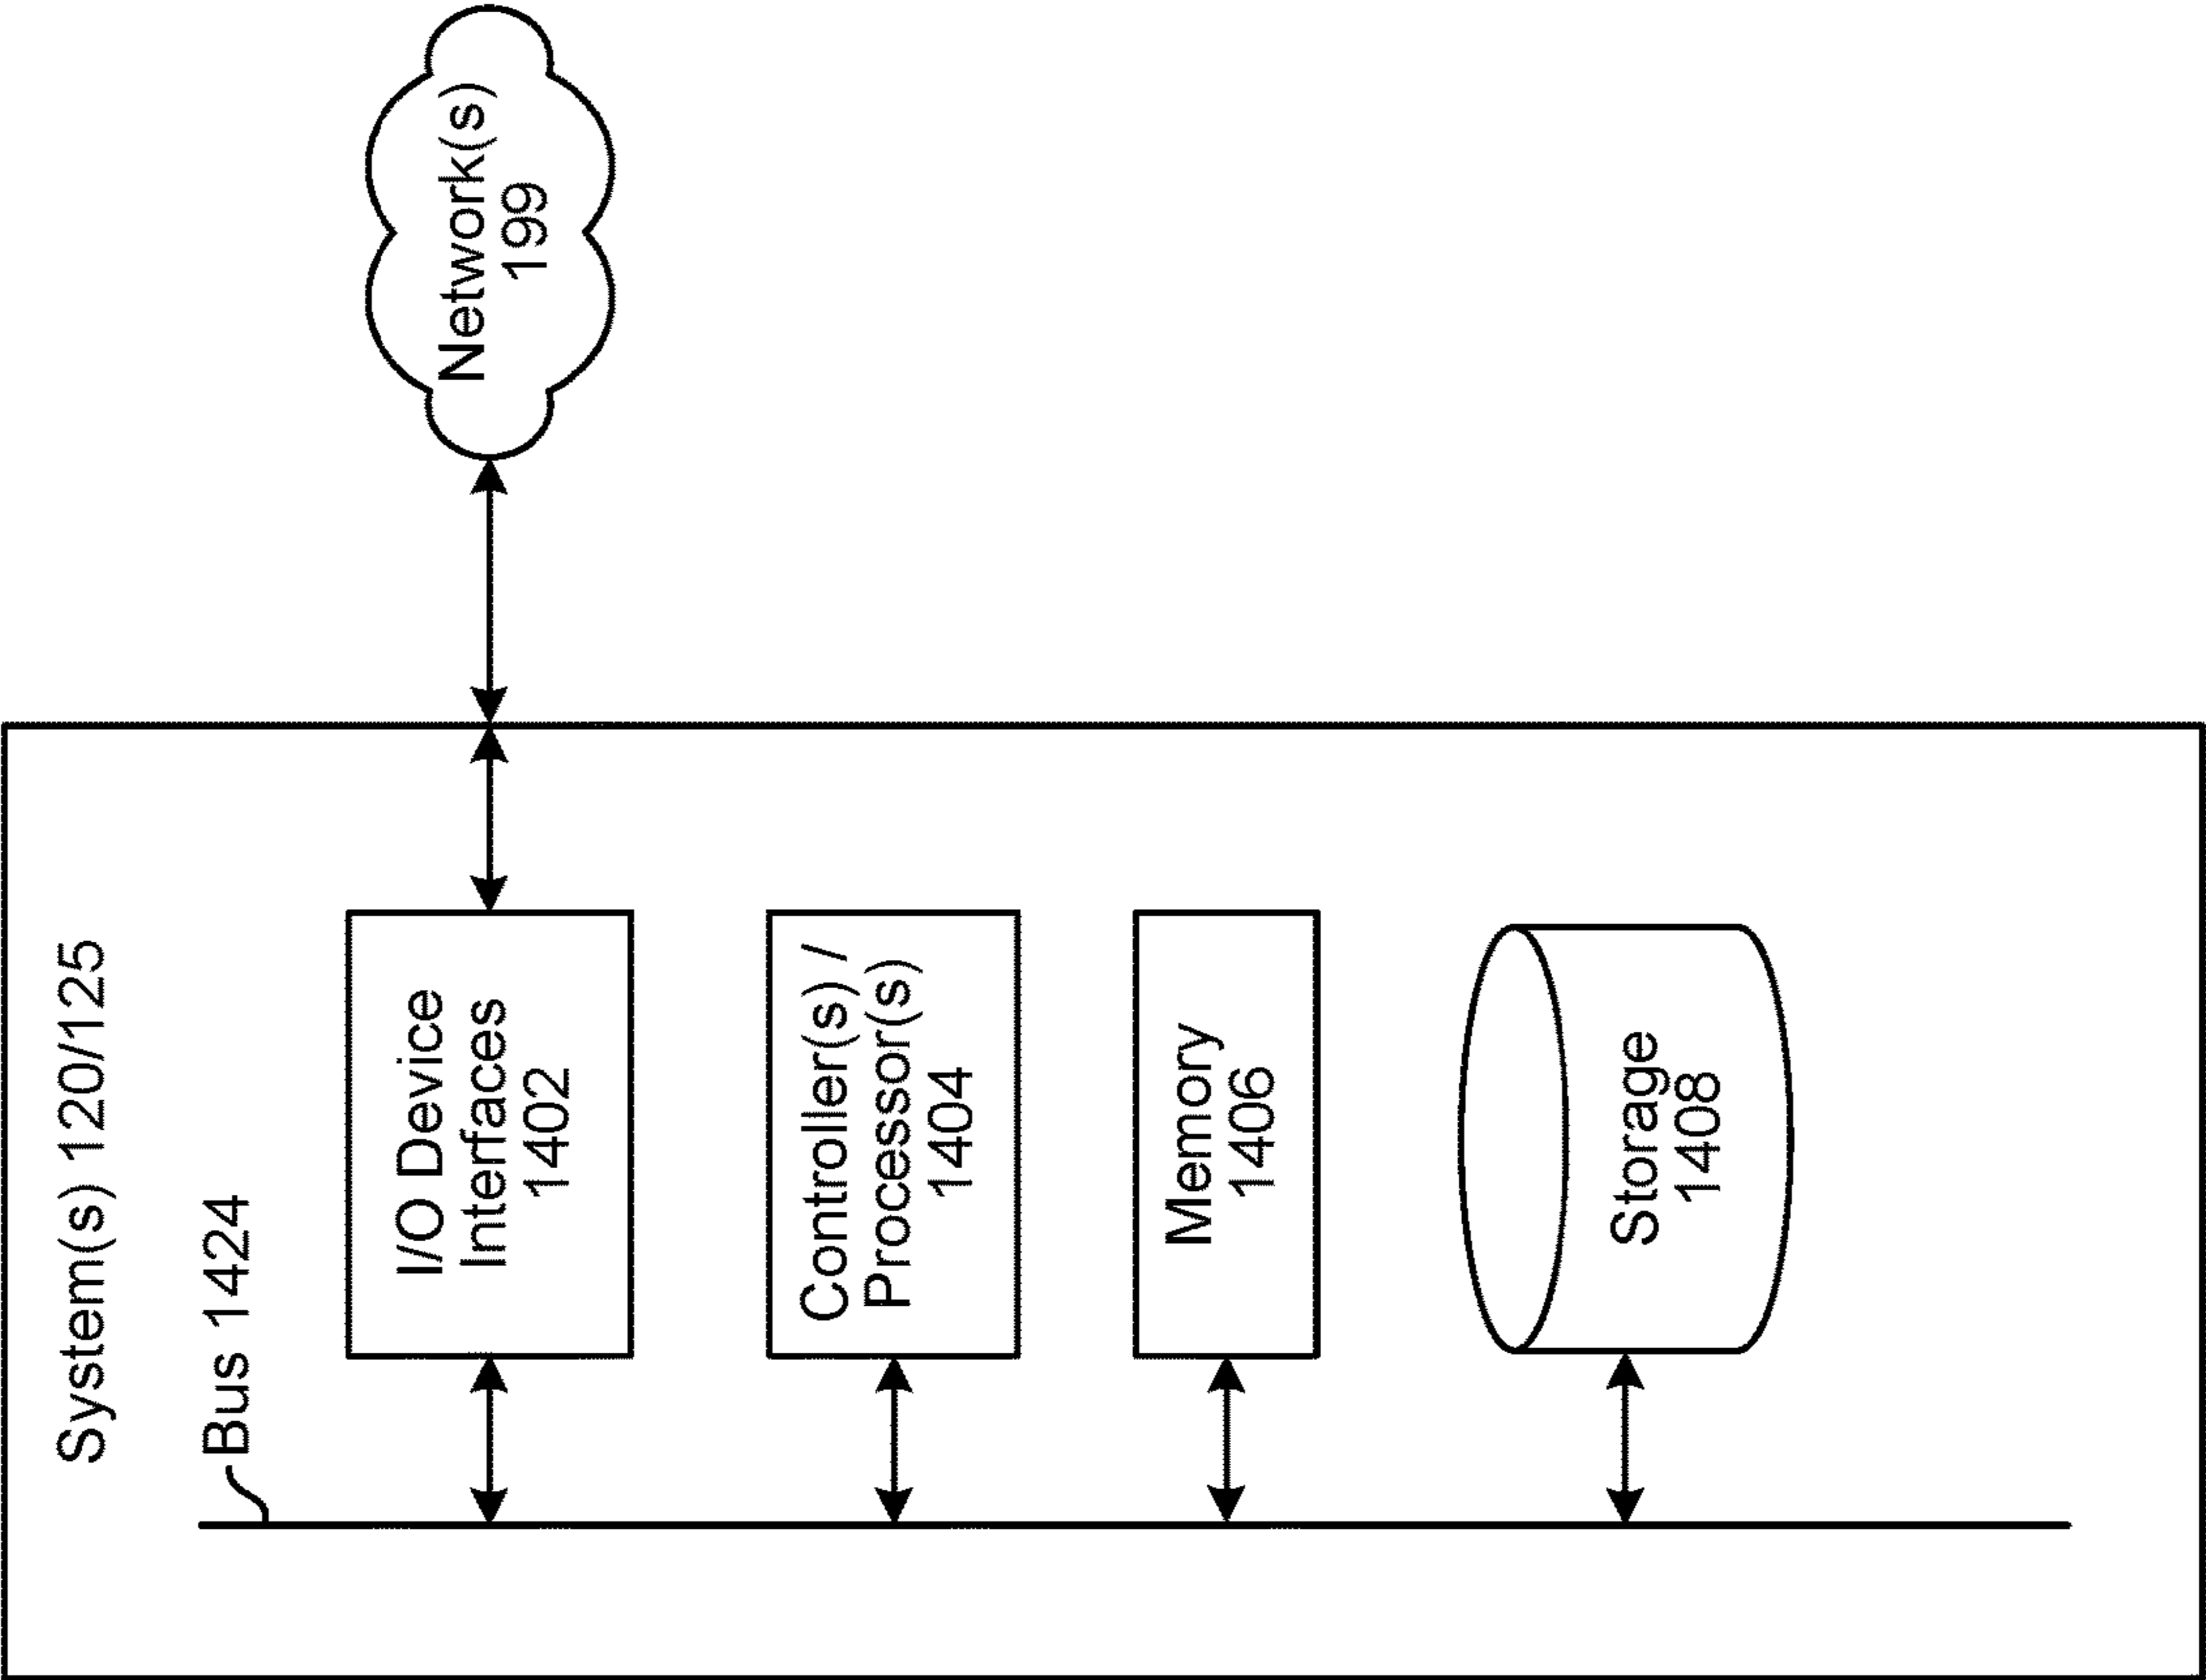 System(s) 120/125
Bus 1424
I/O Device
Interfaces
1402
Network(s)
199
Controller(s) /
Processor(s)
1404
Memory
1406
Storage
1408